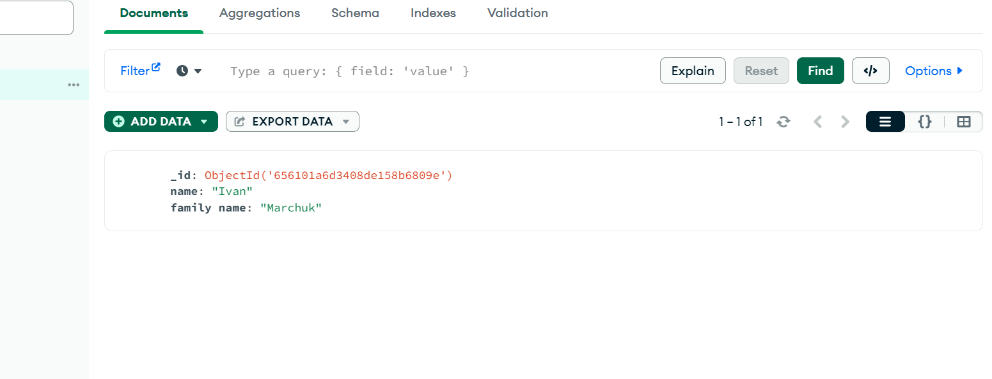 Documents Aggregations Schema Indexes Validation
Filter Type a query: { field: 'value' } Explain Reset Find </> Options
ADD DATA EXPORT DATA 1 – 1 of 1 {}
_id: ObjectId('656101a6d3408de158b6809e')
name: "Ivan"
family name: "Marchuk"